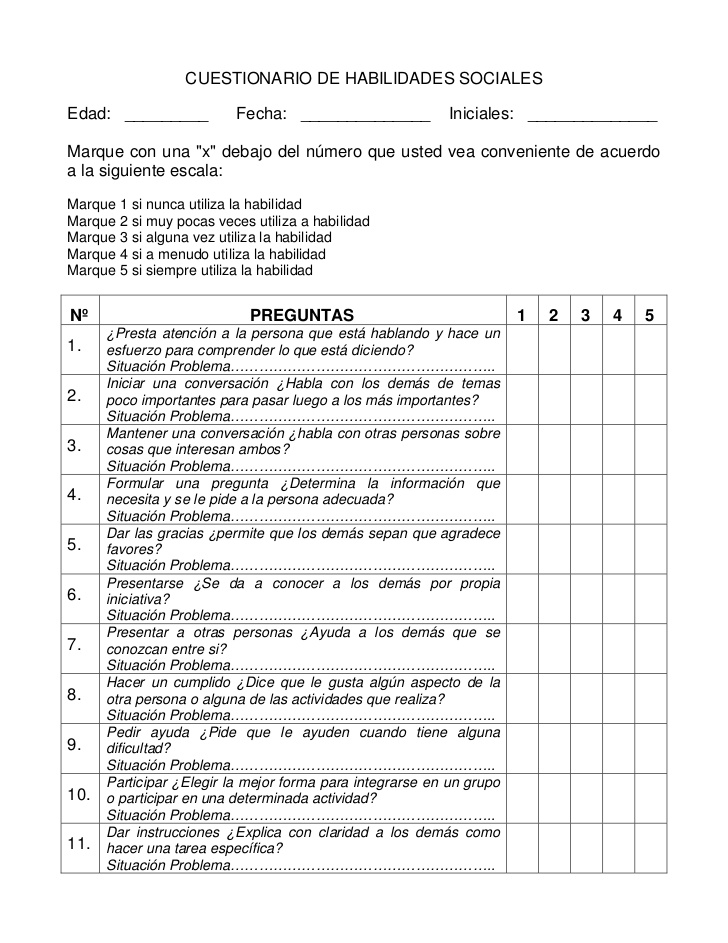 CUESTIONARIO DE HABILIDADES SOCIALES
Edad: _________ Fecha: ______________ Iniciales: ______________
Marque con una "x" debajo del número que usted vea conveniente de acuerdo
a la siguiente escala:
Marque 1 si nunca utiliza la habilidad
Marque 2 si muy pocas veces utiliza a habilidad
Marque 3 si alguna vez utiliza la habilidad
Marque 4 si a menudo utiliza la habilidad
Marque 5 si siempre utiliza la habilidad
Nº PREGUNTAS 1 2 3 4 5
¿Presta atención a la persona que está hablando y hace un
1. esfuerzo para comprender lo que está diciendo?
Situación Problema………………………………………………..
Iniciar una conversación ¿Habla con los demás de temas
2. poco importantes para pasar luego a los más importantes?
Situación Problema………………………………………………..
Mantener una conversación ¿habla con otras personas sobre
3. cosas que interesan ambos?
Situación Problema………………………………………………..
Formular una pregunta ¿Determina la información que
4. necesita y se le pide a la persona adecuada?
Situación Problema………………………………………………..
Dar las gracias ¿permite que los demás sepan que agradece
5. favores?
Situación Problema………………………………………………..
Presentarse ¿Se da a conocer a los demás por propia
6. iniciativa?
Situación Problema………………………………………………..
Presentar a otras personas ¿Ayuda a los demás que se
7. conozcan entre si?
Situación Problema………………………………………………..
Hacer un cumplido ¿Dice que le gusta algún aspecto de la
8. otra persona o alguna de las actividades que realiza?
Situación Problema………………………………………………..
Pedir ayuda ¿Pide que le ayuden cuando tiene alguna
9. dificultad?
Situación Problema………………………………………………..
Participar ¿Elegir la mejor forma para integrarse en un grupo
10. o participar en una determinada actividad?
Situación Problema………………………………………………..
Dar instrucciones ¿Explica con claridad a los demás como
11. hacer una tarea específica?
Situación Problema………………………………………………..